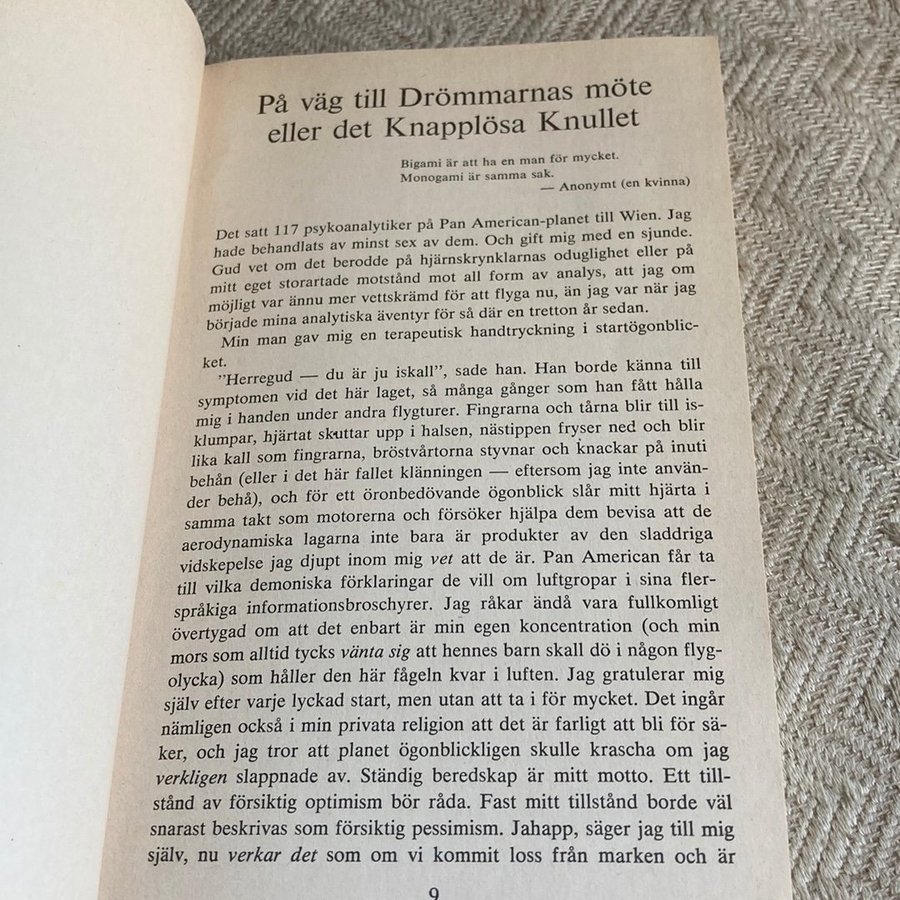 På väg till Drömmarnas möte
eller det Knapplösa Knullet
Bigami är att ha en man för mycket.
Monogami är samma sak.
— Anonymt (en kvinna)
Det satt 117 psykoanalytiker på Pan American-planet till Wien. Jag
hade behandlats av minst sex av dem. Och gift mig med en sjunde.
Gud vet om det berodde på hjärnskrynklarnas oduglighet eller på
mitt eget storartade motstånd mot all form av analys, att jag om
möjligt var ännu mer vettskrämd för att flyga nu, än jag var när jag
började mina analytiska äventyr för så där en tretton år sedan.
Min man gav mig en terapeutisk handtryckning i startögonblic-
ket.
”Herregud — du är ju iskall”, sade han. Han borde känna till
symptomen vid det här laget, så många gånger som han fått hålla
mig i handen under andra flygturer. Fingrarna och tårna blir till is-
klumpar, hjärtat skuttar upp i halsen, nästippen fryser ned och blir
lika kall som fingrarna, bröstvårtorna styvnar och knackar på inuti
behån (eller i det här fallet klänningen — eftersom jag inte använ-
der behå), och för ett öronbedövande ögonblick slår mitt hjärta i
samma takt som motorerna och försöker hjälpa dem bevisa att de
aerodynamiska lagarna inte bara är produkter av den sladdriga
vidskepelse jag djupt inom mig vet att de är. Pan American får ta
till vilka demoniska förklaringar de vill om luftgropar i sina fler-
språkiga informationsbroschyrer. Jag råkar ändå vara fullkomligt
övertygad om att det enbart är min egen koncentration (och min
mors som alltid tycks vänta sig att hennes barn skall dö i någon flyg-
olycka) som håller den här fågeln kvar i luften. Jag gratulerar mig
själv efter varje lyckad start, men utan att ta i för mycket. Det ingår
nämligen också i min privata religion att det är farligt att bli för sä-
ker, och jag tror att planet ögonblickligen skulle krascha om jag
verkligen slappnade av. Ständig beredskap är mitt motto. Ett till-
stånd av försiktig optimism bör råda. Fast mitt tillstånd borde väl
snarast beskrivas som försiktig pessimism. Jahapp, säger jag till mig
själv, nu verkar det som om vi kommit loss från marken och är
9